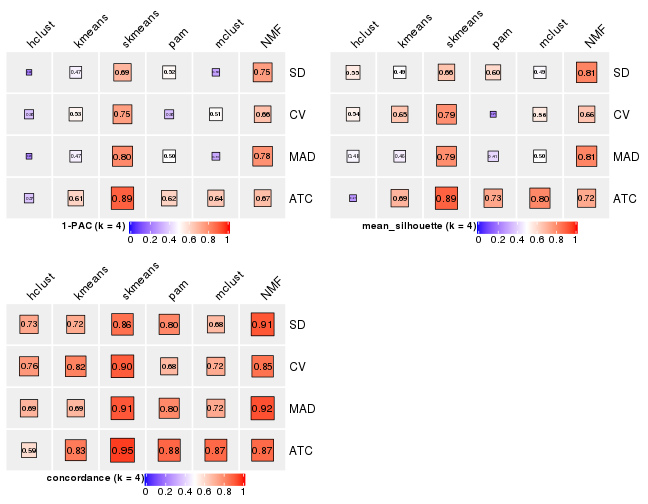 hclust kmeans skmeans pam mclust NMF
0.47 0.69 0.52 0.75 SD
0.53 0.75 0.51 0.66 CV
0.47 0.80 0.50 0.78 MAD
0.61 0.89 0.62 0.64 0.67 ATC
1-PAC (k = 4)
0 0.2 0.4 0.6 0.8 1
hclust kmeans skmeans pam mclust NMF
0.55 0.49 0.66 0.60 0.49 0.81 SD
0.54 0.65 0.79 0.56 0.66 CV
0.79 0.41 0.50 0.81 MAD
0.69 0.89 0.73 0.80 0.72 ATC
mean_silhouette (k = 4)
0 0.2 0.4 0.6 0.8 1
hclust kmeans skmeans pam mclust NMF
0.73 0.72 0.86 0.80 0.68 0.91 SD
0.76 0.82 0.90 0.68 0.72 0.85 CV
0.69 0.69 0.91 0.80 0.72 0.92 MAD
0.59 0.83 0.95 0.88 0.87 0.87 ATC
concordance (k = 4)
0 0.2 0.4 0.6 0.8 1